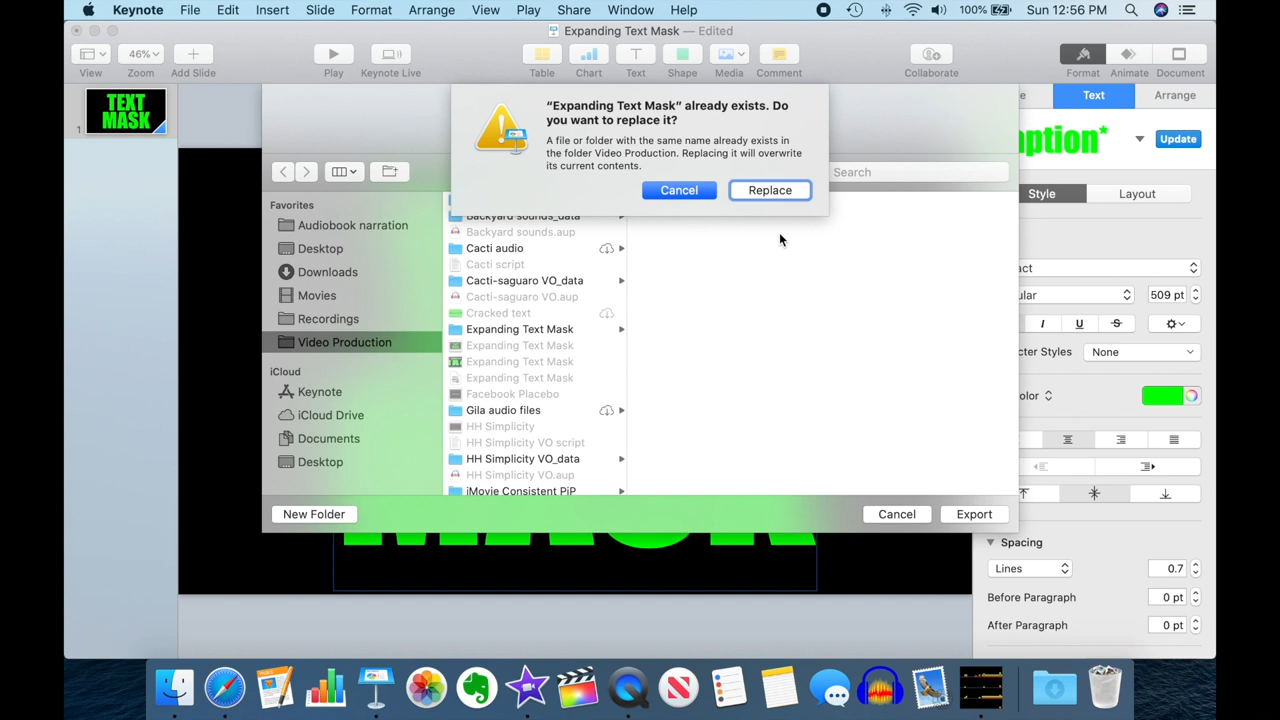 Keynote File Edit Insert Slide Format Arrange View Play Share Window Help 100% Sun 12:56 PM
Expanding Text Mask — Edited
46%
View Zoom Add Slide Play Keynote Live Table Chart Text Shape Media Comment Collaborate Format Animate Document
1
TEXT
MASK
“Expanding Text Mask” already exists. Do
you want to replace it?
A file or folder with the same name already exists in
the folder Video Production. Replacing it will overwrite
its current contents.
Cancel Replace
Search
Favorites
Audiobook narration
Desktop
Downloads
Movies
Recordings
Video Production
iCloud
Keynote
iCloud Drive
Documents
Desktop
Backyard sounds_data
Backyard sounds.aup
Cacti audio
Cacti script
Cacti-saguaro VO_data
Cacti-saguaro VO.aup
Cracked text
Expanding Text Mask
Expanding Text Mask
Expanding Text Mask
Expanding Text Mask
Facebook Placebo
Gila audio files
HH Simplicity
HH Simplicity VO script
HH Simplicity VO_data
HH Simplicity VO.aup
iMovie Consistent PiP
New Folder Cancel Export
MASK
e Text Arrange
aption* Update
Style Layout
act
ular 509 pt
I U S
cter Styles None
olor
Spacing
Lines 0.7
Before Paragraph 0 pt
After Paragraph 0 pt